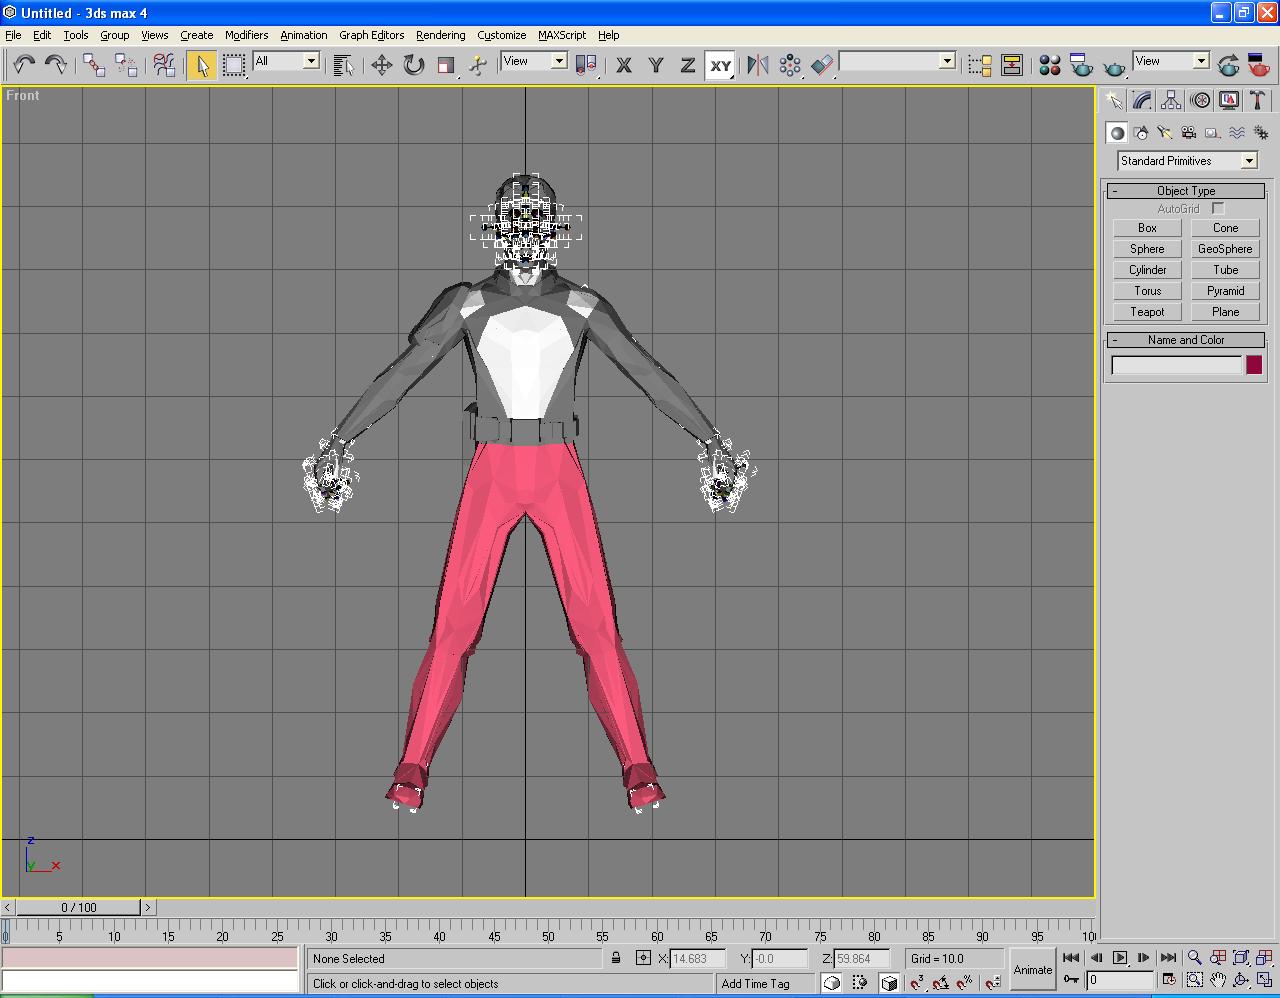 Untitled - 3ds max 4
File Edit Tools Group Views Create Modifiers Animation Graph Editors Rendering Customize MAXScript Help
All View X Y Z XY View
Front
Standard Primitives
- Object Type
AutoGrid
Box Cone
Sphere GeoSphere
Cylinder Tube
Torus Pyramid
Teapot Plane
- Name and Color
z
y x
< 0 / 100 >
0 5 10 15 20 25 30 35 40 45 50 55 60 65 70 75 80 85 90 95 100
None Selected X: 14.683 Y: -0.0 Z: 59.864 Grid = 10.0
Animate
Click or click-and-drag to select objects Add Time Tag 0